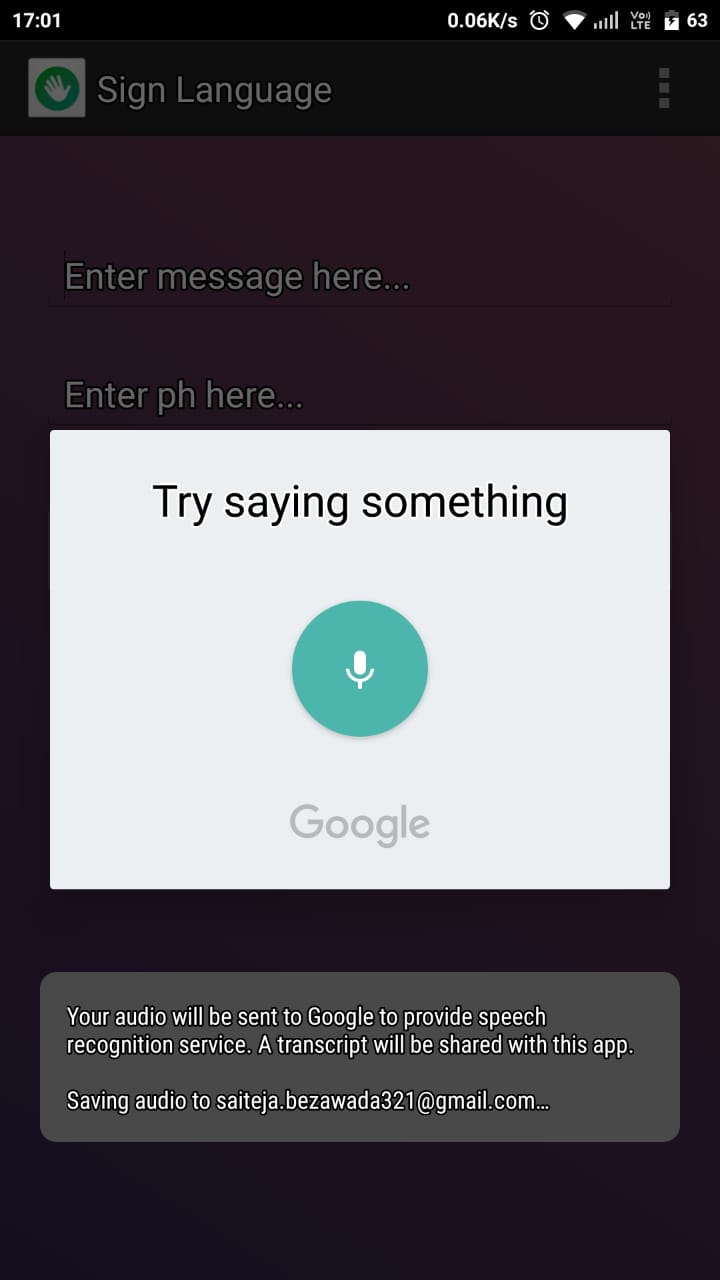 17:01 0.06K/s Vo) LTE 63
Sign Language
Enter message here...
Enter ph here...
Try saying something
Google
Your audio will be sent to Google to provide speech
recognition service. A transcript will be shared with this app.
Saving audio to saiteja.bezawada321@gmail.com...